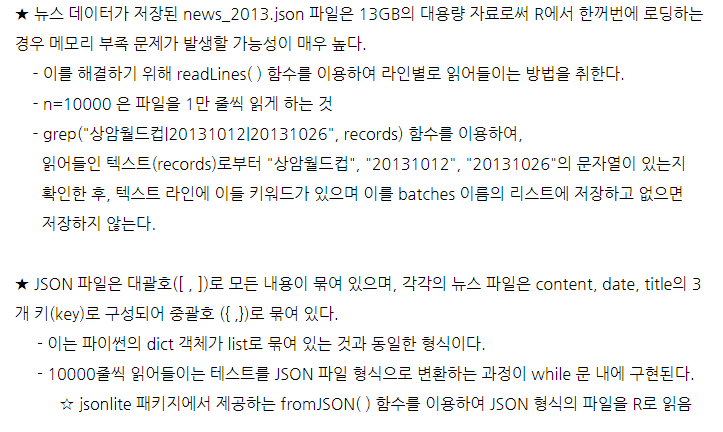 ★ 뉴스 데이터가 저장된 news_2013.json 파일은 13GB의 대용량 자료로써 R에서 한꺼번에 로딩하는
경우 메모리 부족 문제가 발생할 가능성이 매우 높다.
- 이를 해결하기 위해 readLines( ) 함수를 이용하여 라인별로 읽어들이는 방법을 취한다.
- n=10000 은 파일을 1만 줄씩 읽게 하는 것
- grep("상암월드컵|20131012|20131026", records) 함수를 이용하여,
읽어들인 텍스트(records)로부터 "상암월드컵", "20131012", "20131026"의 문자열이 있는지
확인한 후, 텍스트 라인에 이들 키워드가 있으며 이를 batches 이름의 리스트에 저장하고 없으면
저장하지 않는다.
★ JSON 파일은 대괄호([ , ])로 모든 내용이 묶여 있으며, 각각의 뉴스 파일은 content, date, title의 3
개 키(key)로 구성되어 중괄호 ({ ,})로 묶여 있다.
- 이는 파이썬의 dict 객체가 list로 묶여 있는 것과 동일한 형식이다.
- 10000줄씩 읽어들이는 테스트를 JSON 파일 형식으로 변환하는 과정이 while 문 내에 구현된다.
☆ jsonlite 패키지에서 제공하는 fromJSON( ) 함수를 이용하여 JSON 형식의 파일을 R로 읽음